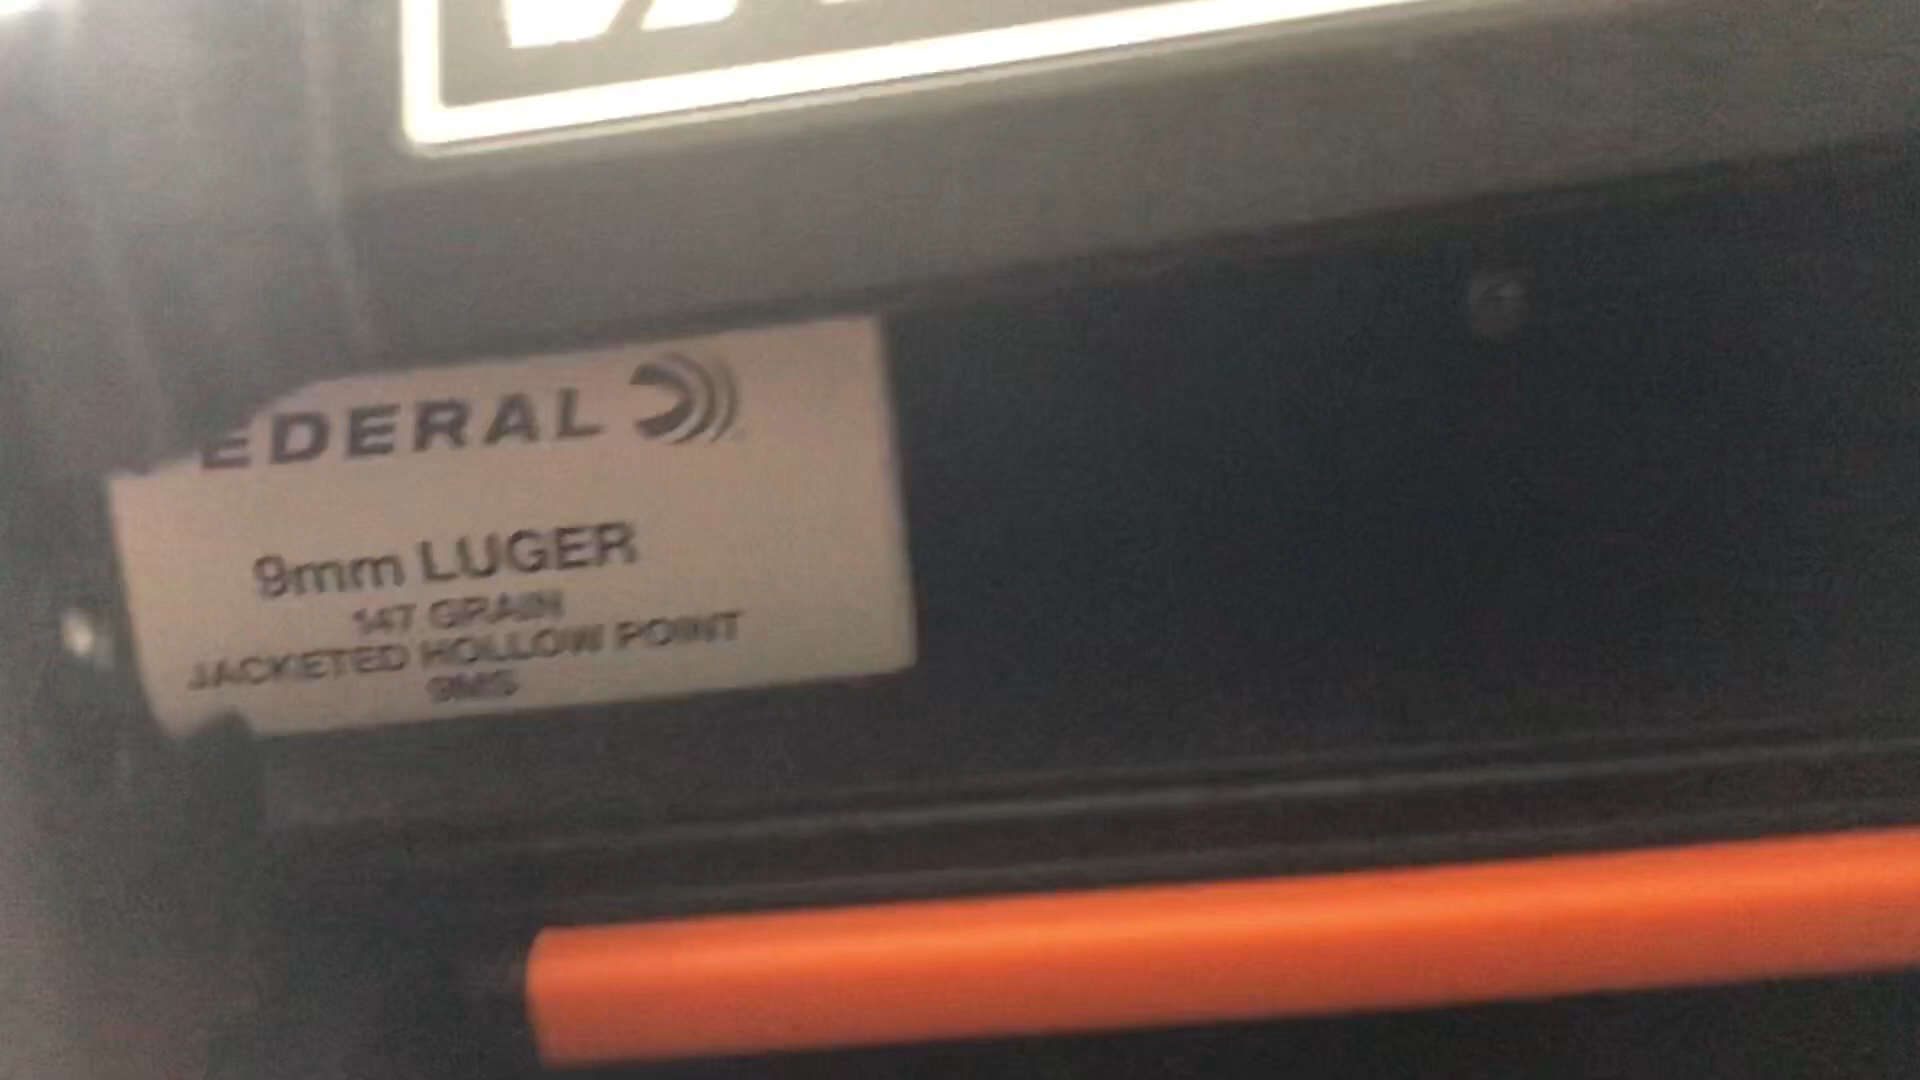 EDERAL
9mm LUGER
147 GRAIN
JACKETED HOLLOW POINT
9MS